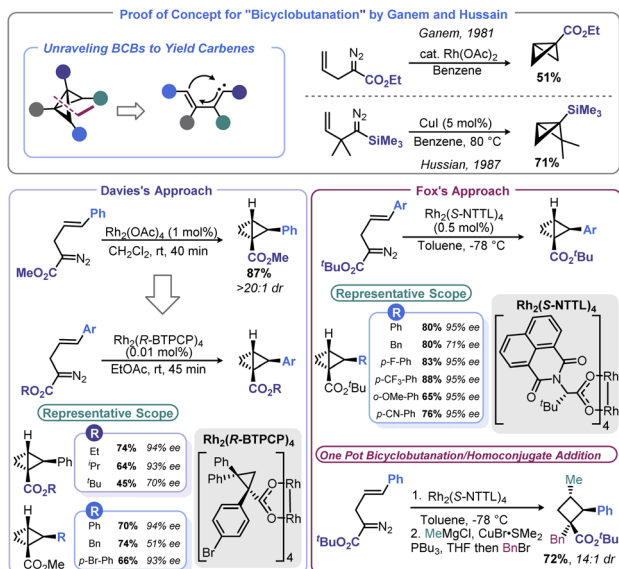 Proof of Concept for "Bicyclobutanation" by Ganem and Hussain
Unraveling BCBs to Yield Carbenes
Ganem, 1981
N2
CO2Et
cat. Rh(OAc)2
Benzene
CO2Et
51%
N2
SiMe3
CuI (5 mol%)
Benzene, 80 °C
Hussian, 1987
SiMe3
71%
Davies's Approach
Ph
MeO2C
N2
Rh2(OAc)4 (1 mol%)
CH2Cl2, rt, 40 min
H
Ph
CO2Me
87%
>20:1 dr
Ar
RO2C
N2
Rh2(R-BTPCP)4
(0.01 mol%)
EtOAc, rt, 45 min
H
Ar
CO2R
Representative Scope
H
Ph
CO2R
R
Et 74% 94% ee
iPr 64% 93% ee
tBu 45% 70% ee
H
R
CO2Me
Ph 70% 94% ee
Bn 74% 51% ee
p-Br-Ph 66% 93% ee
Rh2(R-BTPCP)4
Ph
Ph
H
Br
O
O
Rh
Rh
4
Fox's Approach
Ar
tBuO2C
N2
Rh2(S-NTTL)4
(0.5 mol%)
Toluene, -78 °C
H
Ar
CO2tBu
Representative Scope
H
R
CO2tBu
R
Ph 80% 95% ee
Bn 80% 71% ee
p-F-Ph 83% 95% ee
p-CF3-Ph 88% 95% ee
o-OMe-Ph 65% 95% ee
p-CN-Ph 76% 95% ee
Rh2(S-NTTL)4
O
N
O
H
tBu
O
O
Rh
Rh
4
One Pot Bicyclobutanation/Homoconjugate Addition
Ph
tBuO2C
N2
1. Rh2(S-NTTL)4
Toluene, -78 °C
2. MeMgCl, CuBr•SMe2
PBu3, THF then BnBr
Me
Ph
Bn
CO2tBu
72%, 14:1 dr